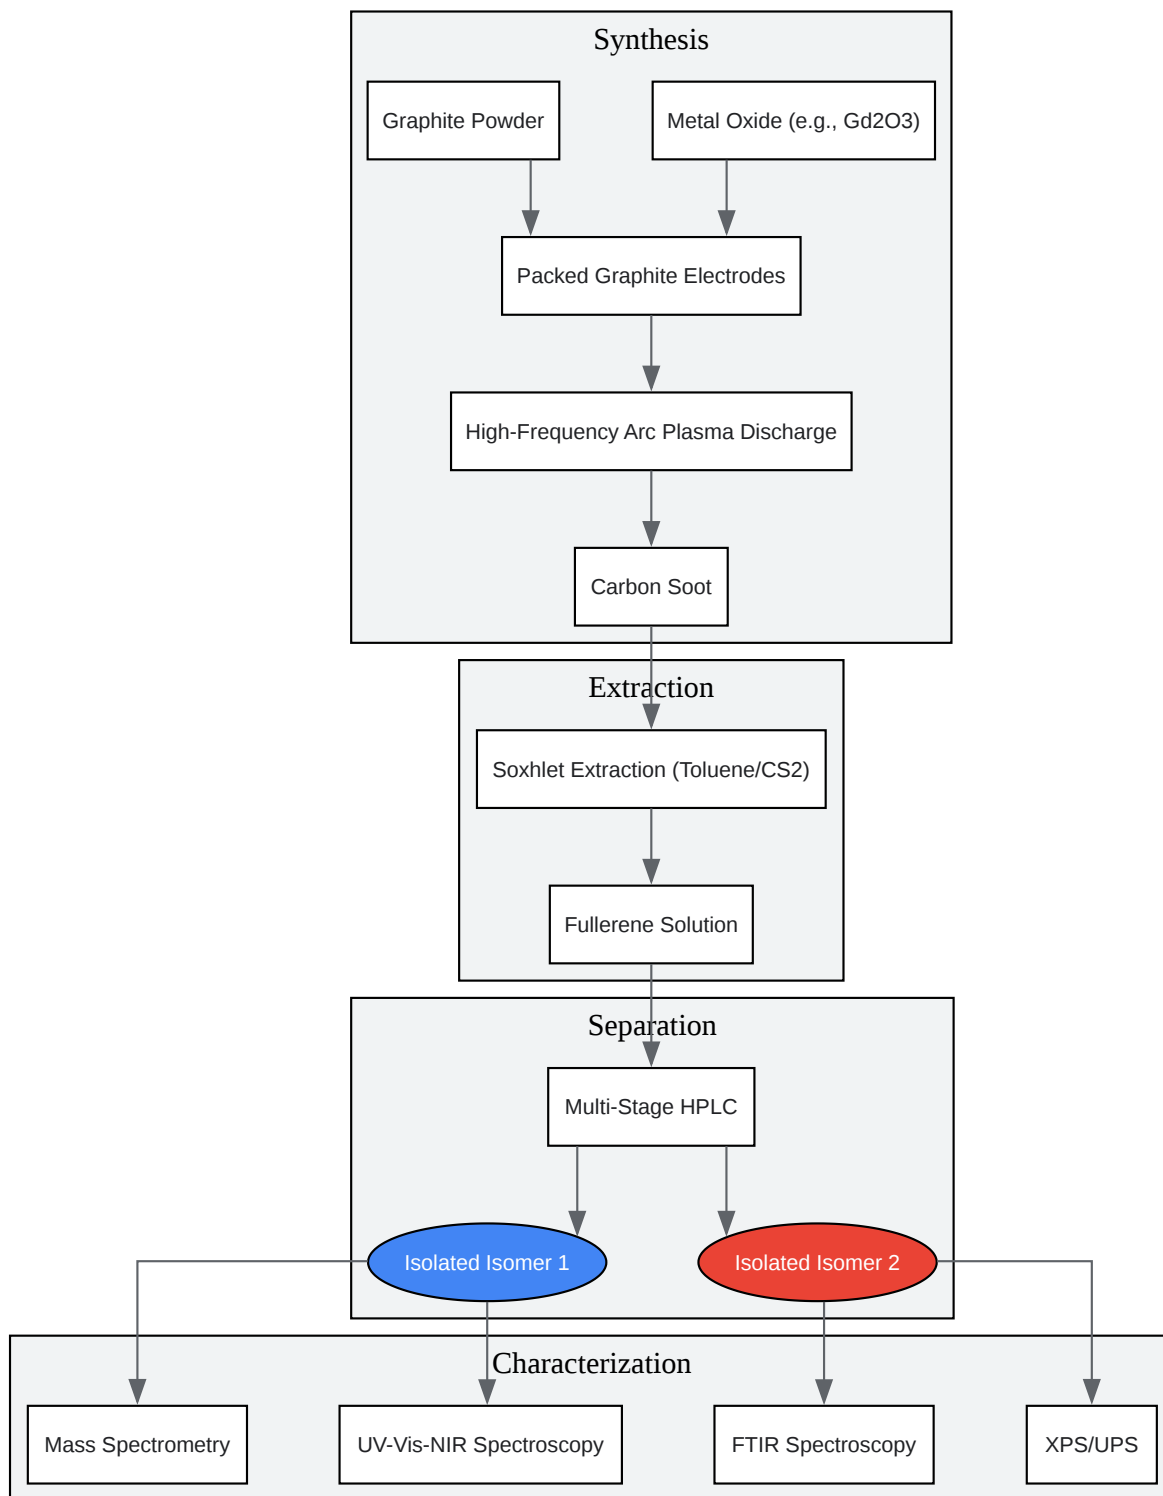 Synthesis
Graphite Powder
Metal Oxide (e.g., Gd2O3)
Packed Graphite Electrodes
High-Frequency Arc Plasma Discharge
Carbon Soot
Extraction
Soxhlet Extraction (Toluene/CS2)
Fullerene Solution
Separation
Multi-Stage HPLC
Isolated Isomer 1
Isolated Isomer 2
Characterization
Mass Spectrometry
UV-Vis-NIR Spectroscopy
FTIR Spectroscopy
XPS/UPS